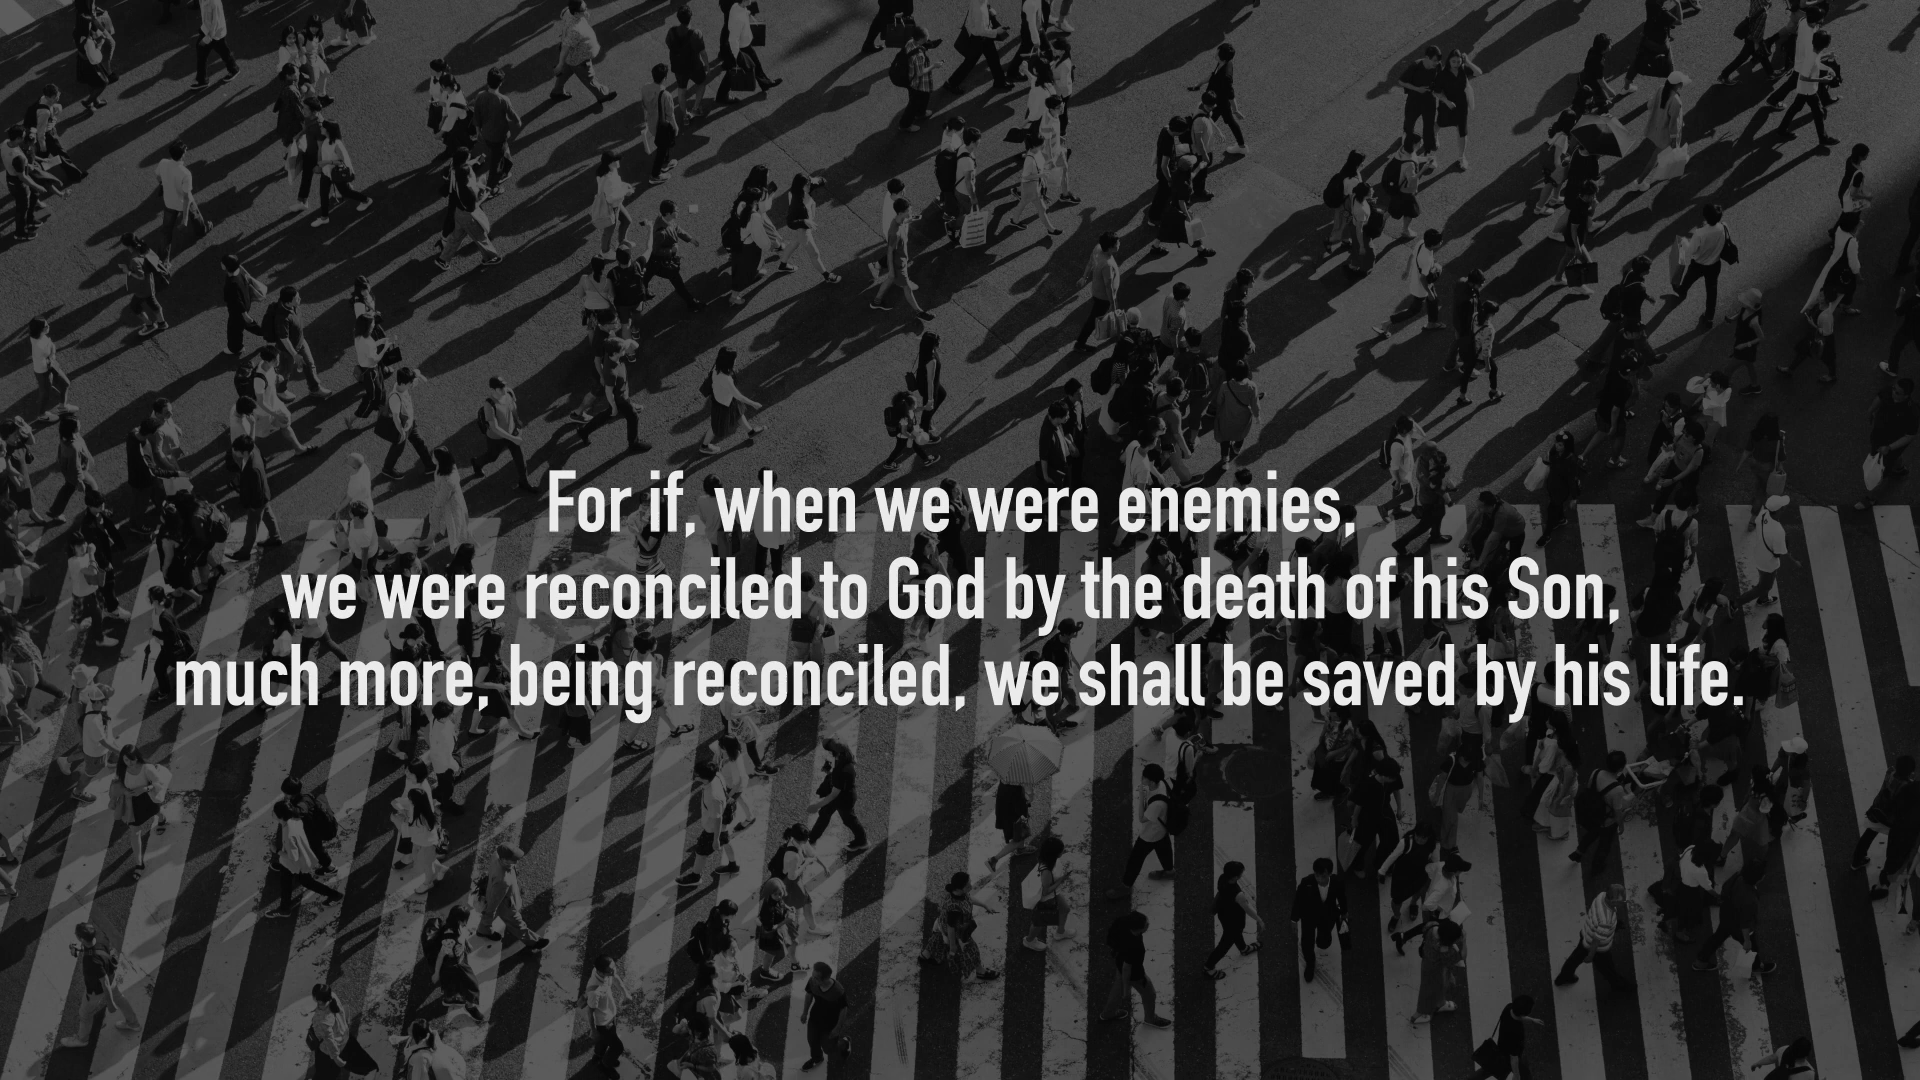 For if, when we were enemies,
we were reconciled to God by the death of his Son,
much more, being reconciled, we shall be saved by his life.